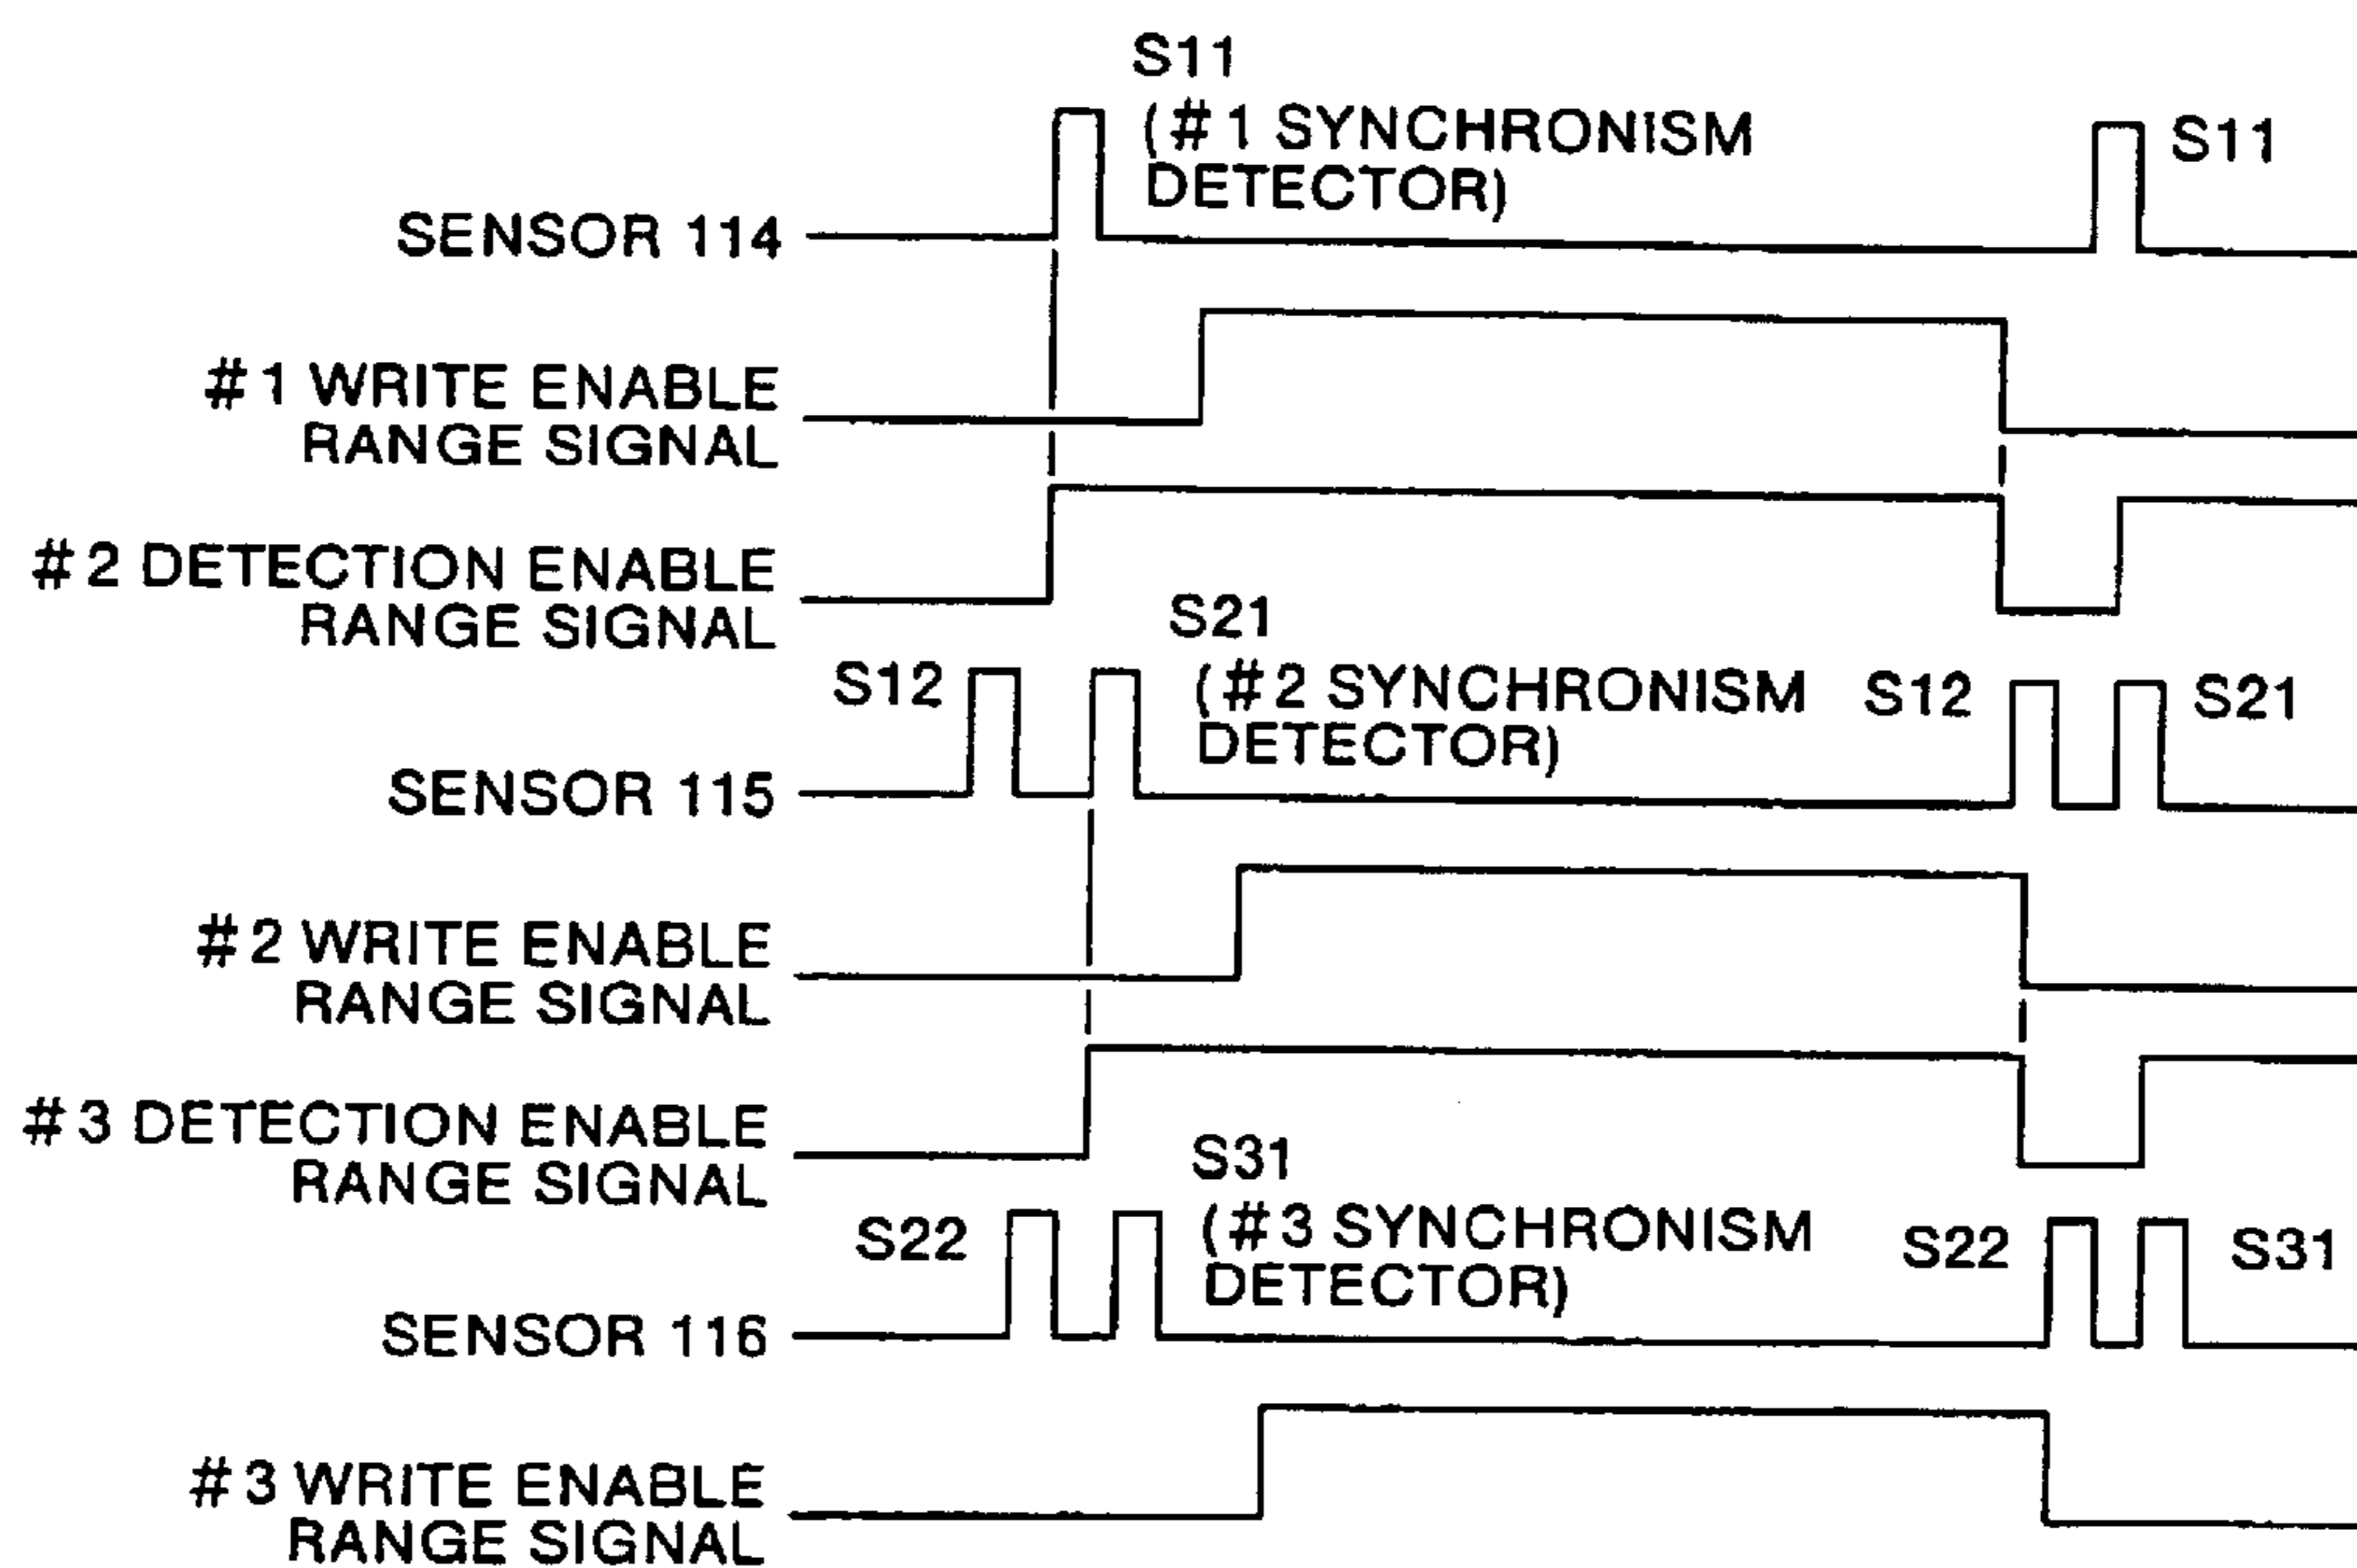 S11
(#1 SYNCHRONISM
DETECTOR)
S11
SENSOR 114
#1 WRITE ENABLE
RANGE SIGNAL
#2 DETECTION ENABLE
RANGE SIGNAL
S21
S12
(#2 SYNCHRONISM
DETECTOR)
S12
S21
SENSOR 115
#2 WRITE ENABLE
RANGE SIGNAL
#3 DETECTION ENABLE
RANGE SIGNAL
S31
S22
(#3 SYNCHRONISM
DETECTOR)
S22
S31
SENSOR 116
#3 WRITE ENABLE
RANGE SIGNAL